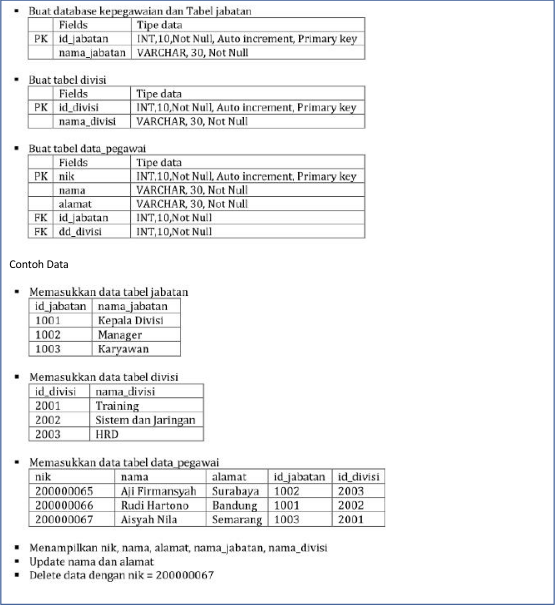 ▪ Buat database kepegawaian dan Tabel jabatan
Fields Tipe data
PK id_jabatan INT,10,Not Null, Auto increment, Primary key
nama_jabatan VARCHAR, 30, Not Null
▪ Buat tabel divisi
Fields Tipe data
PK id_divisi INT,10,Not Null, Auto increment, Primary key
nama_divisi VARCHAR, 30, Not Null
▪ Buat tabel data_pegawai
Fields Tipe data
PK nik INT,10,Not Null, Auto increment, Primary key
nama VARCHAR, 30, Not Null
alamat VARCHAR, 30, Not Null
FK id_jabatan INT,10,Not Null
FK dd_divisi INT,10,Not Null
Contoh Data
▪ Memasukkan data tabel jabatan
id_jabatan nama_jabatan
1001 Kepala Divisi
1002 Manager
1003 Karyawan
▪ Memasukkan data tabel divisi
id_divisi nama_divisi
2001 Training
2002 Sistem dan Jaringan
2003 HRD
▪ Memasukkan data tabel data_pegawai
nik nama alamat id_jabatan id_divisi
200000065 Aji Firmansyah Surabaya 1002 2003
200000066 Rudi Hartono Bandung 1001 2002
200000067 Aisyah Nila Semarang 1003 2001
▪ Menampilkan nik, nama, alamat, nama_jabatan, nama_divisi
▪ Update nama dan alamat
▪ Delete data dengan nik = 200000067